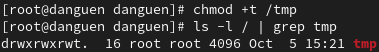 [root@danguen danguen]# chmod +t /tmp
[root@danguen danguen]# ls -l / | grep tmp
drwxrwxrwt.  16 root root 4096 Oct  5 15:21 tmp